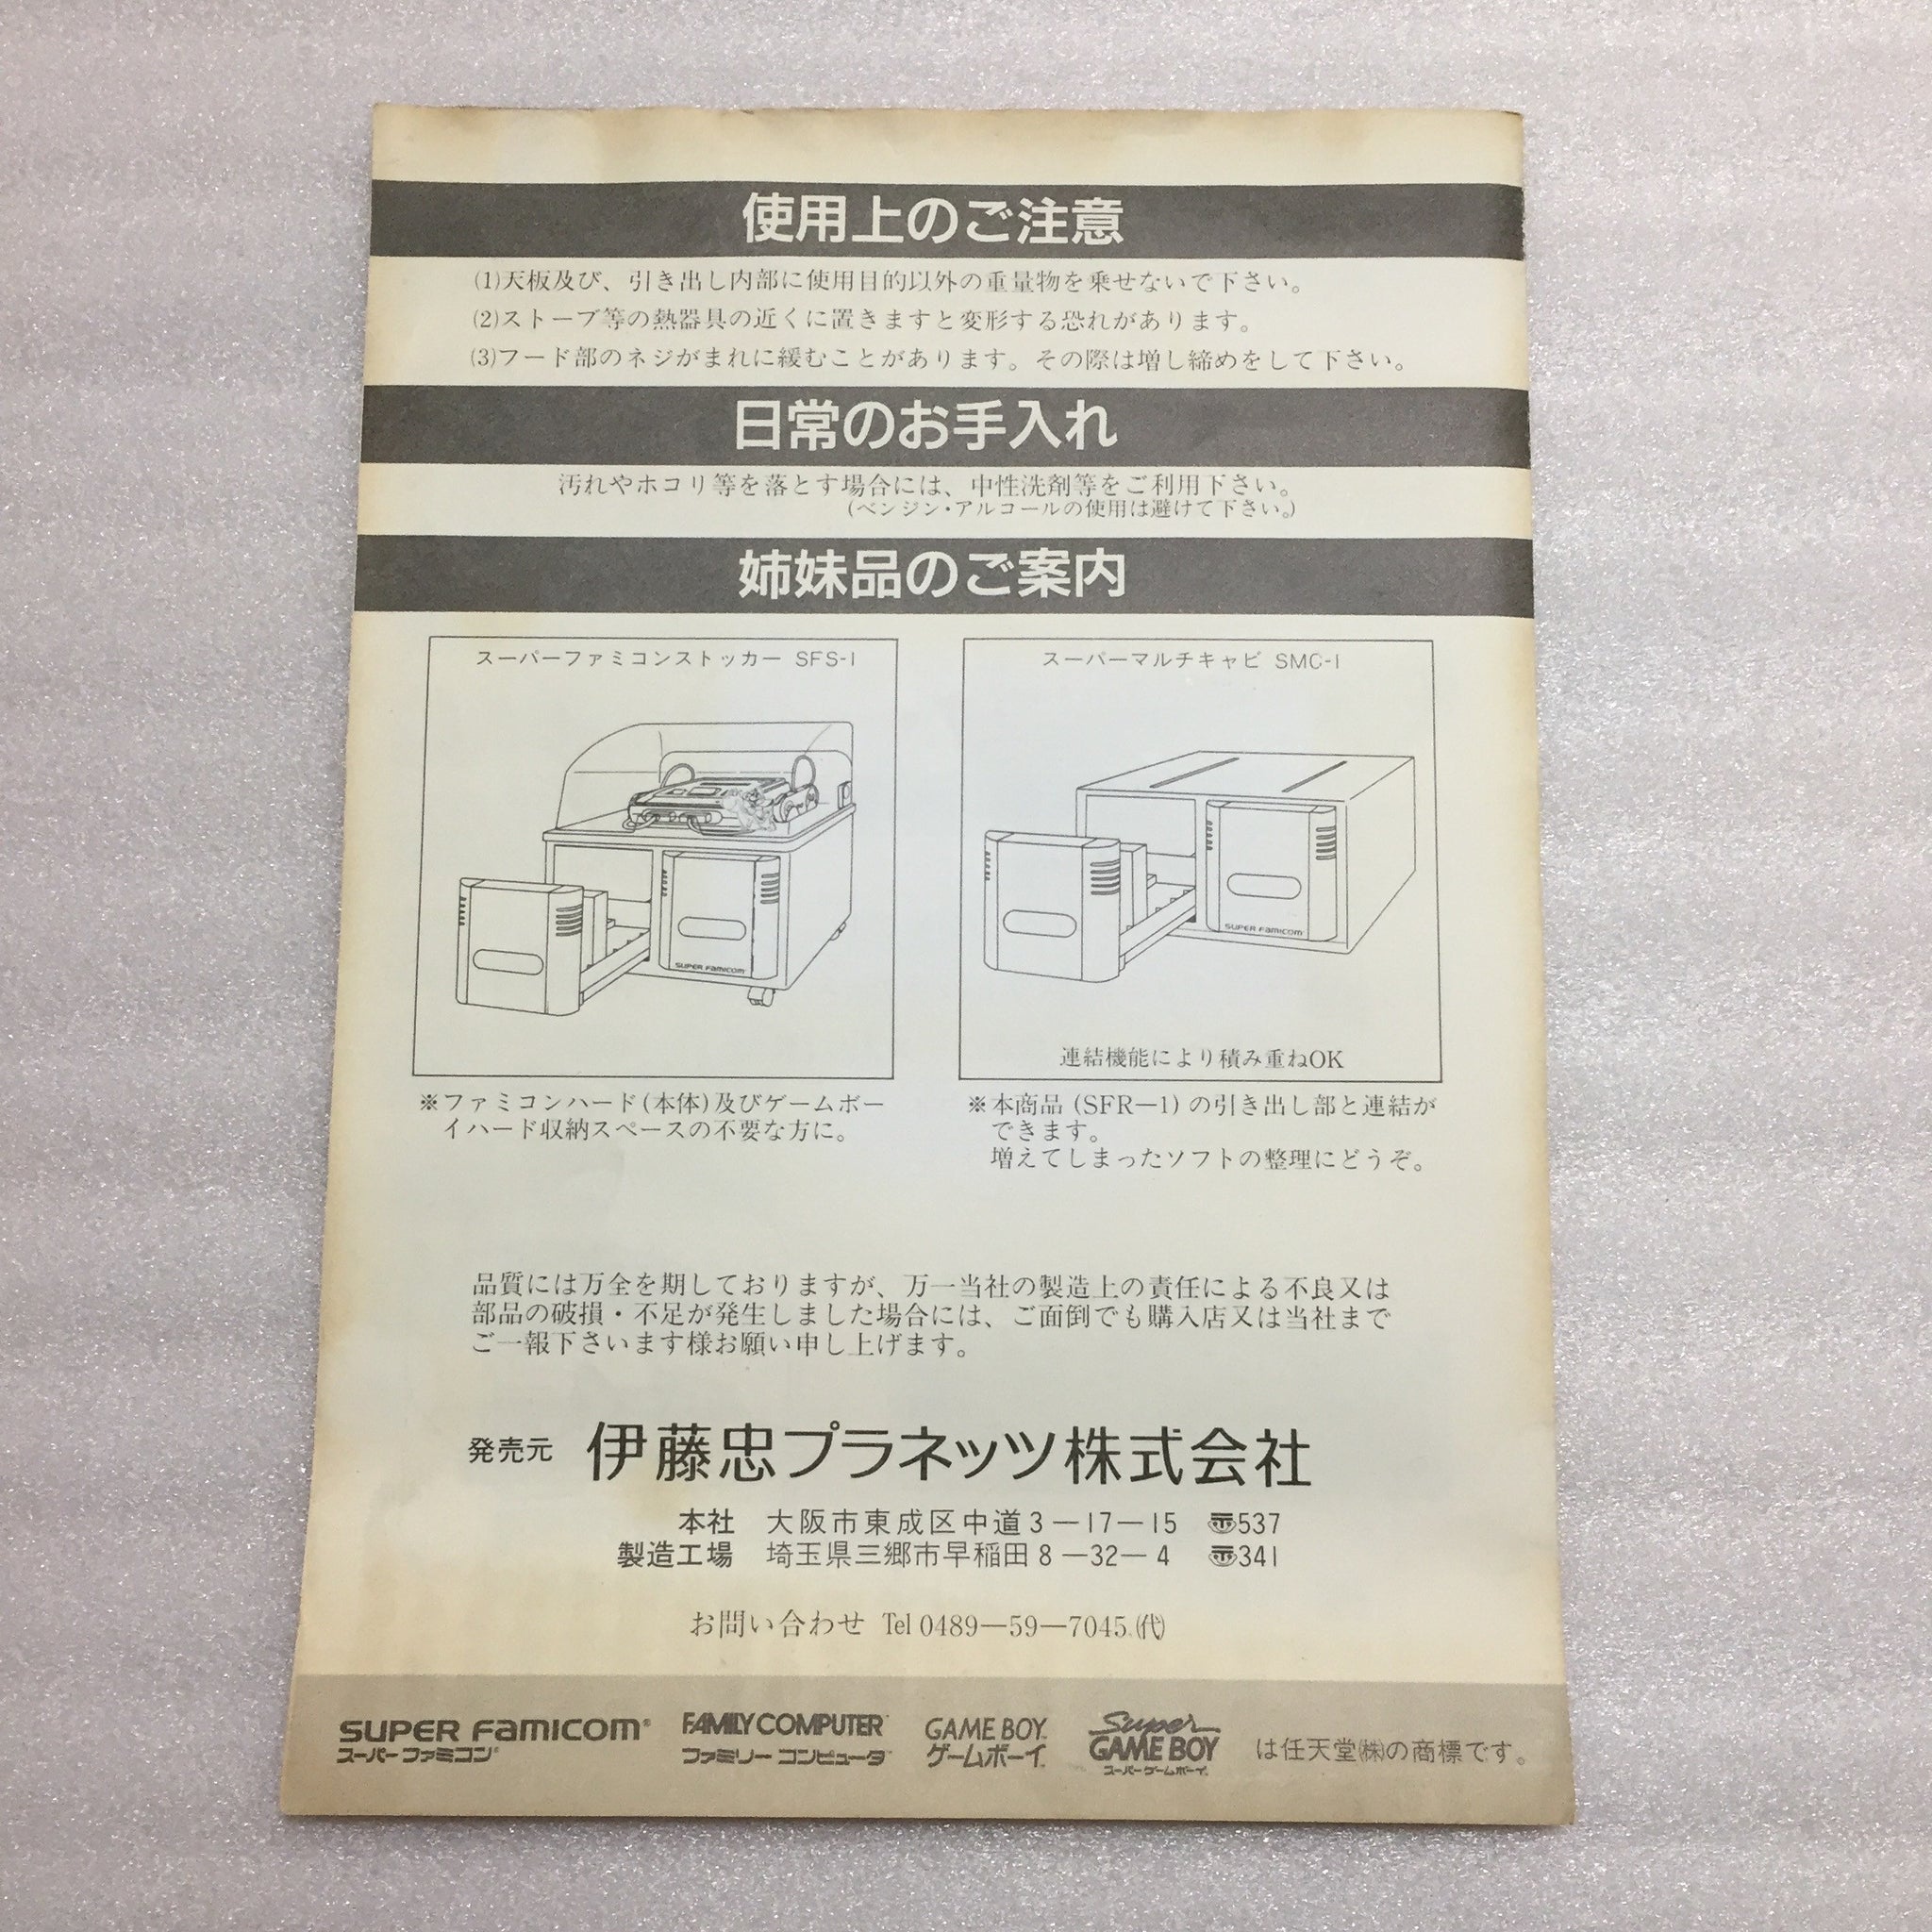 使用上のご注意
(1)天板及び、引き出し内部に使用目的以外の重量物を乗せないで下さい。
(2)ストーブ等の熱器具の近くに置きますと変形する恐れがあります。
(3)フード部のネジがまれに緩むことがあります。その際は増し締めをして下さい。
日常のお手入れ
汚れやホコリ等を落とす場合には、中性洗剤等をご利用下さい。
(ベンジン・アルコールの使用は避けて下さい。)
姉妹品のご案内
スーパーファミコンストッカー SFS-1
SUPER FAMICOM
※ファミコンハード(本体)及びゲームボー
イハード収納スペースの不要な方に。
スーパーマルチキャビ SMC-1
SUPER FAMICOM
連結機能により積み重ねOK
※本商品(SFR-1)の引き出し部と連結が
できます。
増えてしまったソフトの整理にどうぞ。
品質には万全を期しておりますが、万一当社の製造上の責任による不良又は
部品の破損・不足が発生しました場合には、ご面倒でも購入店又は当社まで
ご一報下さいます様お願い申し上げます。
発売元 伊藤忠プラネッツ株式会社
本社 大阪市東成区中道3-17-15 〠537
製造工場 埼玉県三郷市早稲田8-32-4 〠341
お問い合わせ Tel 0489-59-7045㈹
SUPER FAMICOM® FAMILY COMPUTER™ GAME BOY™ Super GAME BOY
スーパーファミコン® ファミリーコンピュータ™ ゲームボーイ™ スーパーゲームボーイ™ は任天堂㈱の商標です。